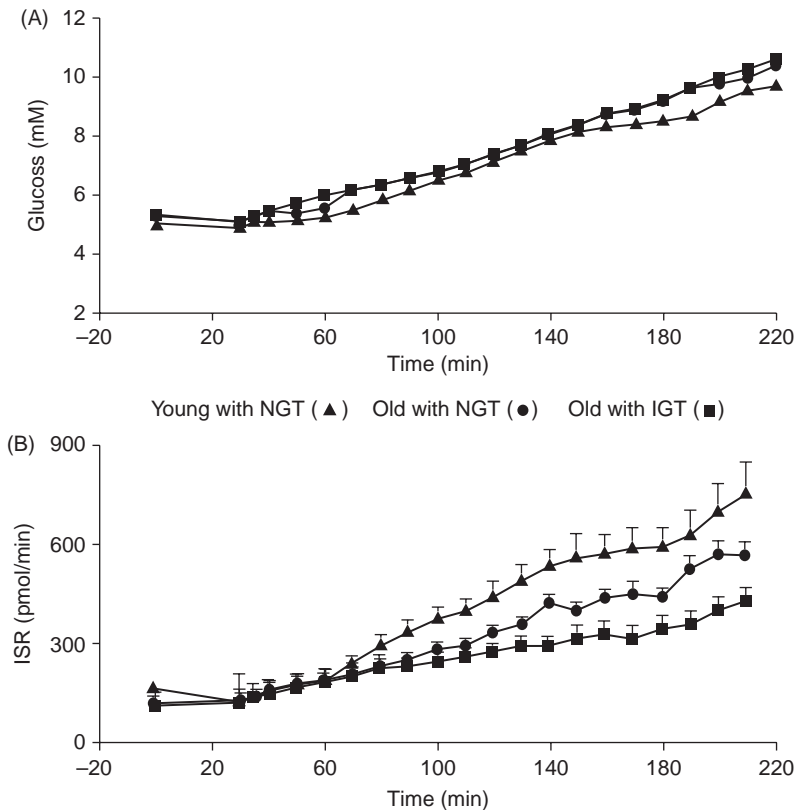 (A)
12
10
8
6
4
2
Glucoss (mM)
–20 20 60 100 140 180 220
Time (min)
Young with NGT (▲) Old with NGT (●) Old with IGT (■)
(B)
900
600
300
0
ISR (pmol/min)
–20 20 60 100 140 180 220
Time (min)